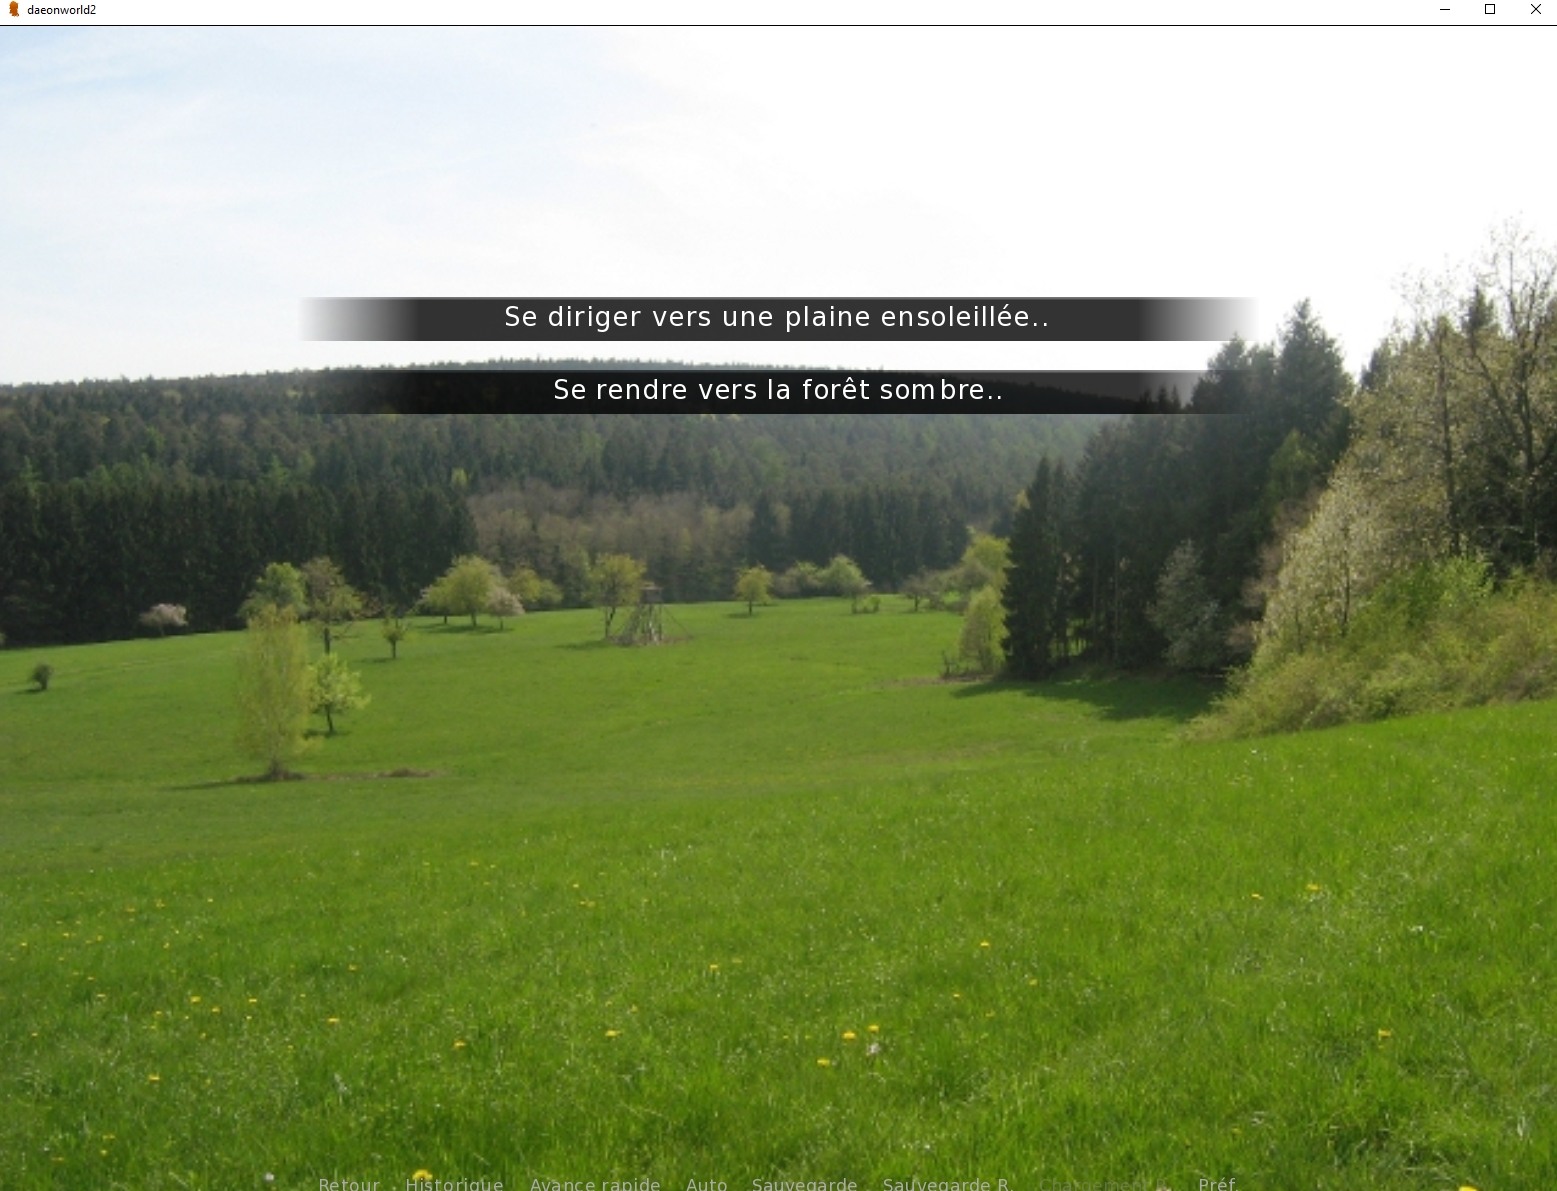 daeonworld2
Se diriger vers une plaine ensoleillée..
Se rendre vers la forêt sombre..
Retour Historique Avance rapide Auto Sauvegarde Sauvegarde R. Chargement R. Préf.